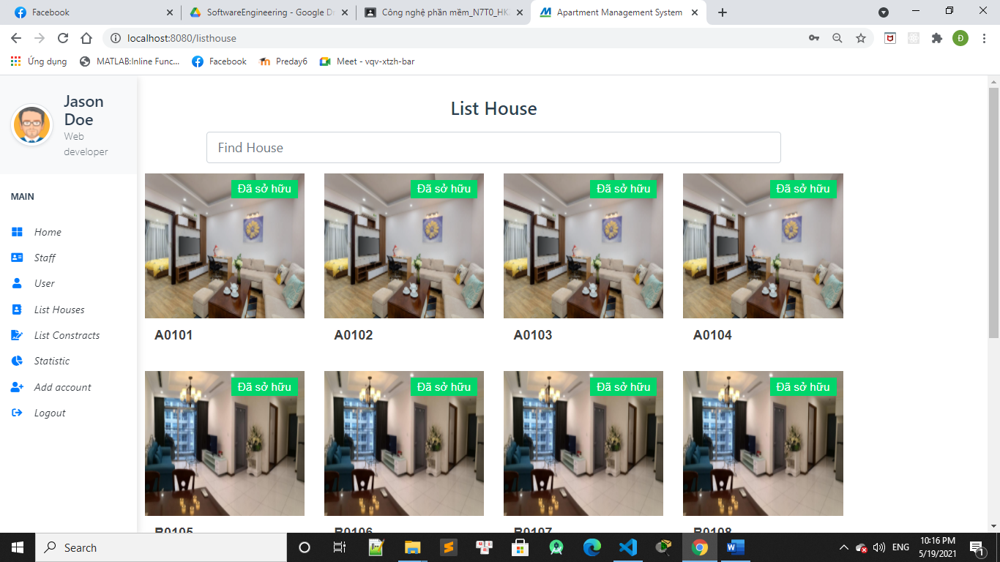 Facebook
SoftwareEngineering - Google Dr
Công nghệ phần mềm_N7T0_HK2
Apartment Management System
localhost:8080/listhouse
Đ
Ứng dụng
MATLAB:Inline Func...
Facebook
Preday6
Meet - vqv-xtzh-bar
Jason
Doe
Web
developer
MAIN
Home
Staff
User
List Houses
List Constracts
Statistic
Add account
Logout
List House
Find House
Đã sở hữu
Đã sở hữu
Đã sở hữu
Đã sở hữu
A0101
A0102
A0103
A0104
Đã sở hữu
Đã sở hữu
Đã sở hữu
Đã sở hữu
B0105
B0106
B0107
B0108
Search
ENG
10:16 PM
5/19/2021
1